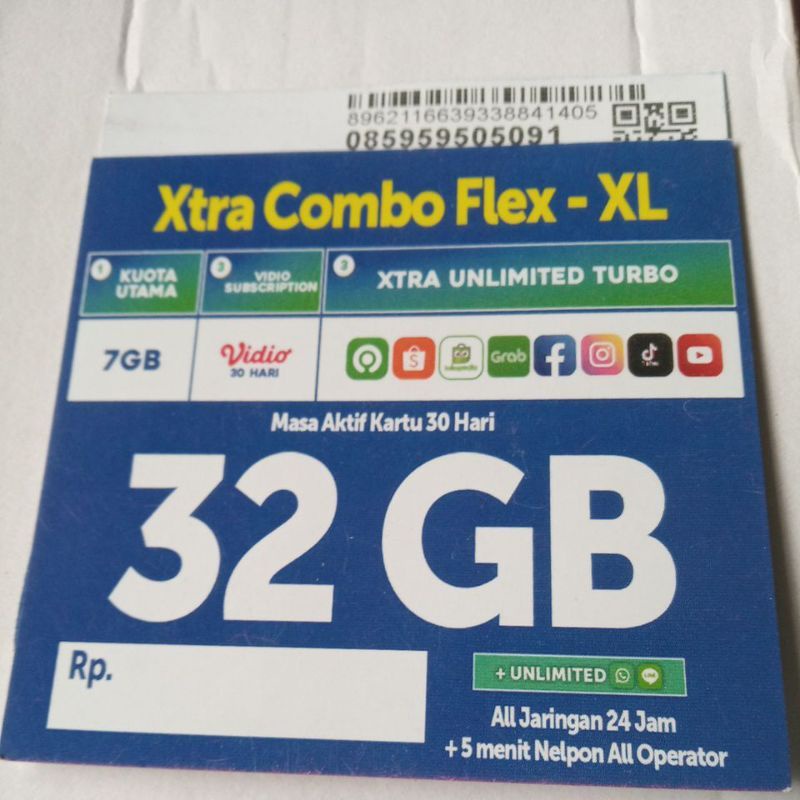 8962116639338841405
085959505091
Xtra Combo Flex - XL
1 KUOTA UTAMA
3 VIDIO SUBSCRIPTION
3 XTRA UNLIMITED TURBO
7GB
Vidio
30 HARI
Grab
Masa Aktif Kartu 30 Hari
32 GB
Rp.
+ UNLIMITED LINE
All Jaringan 24 Jam
+ 5 menit Nelpon All Operator